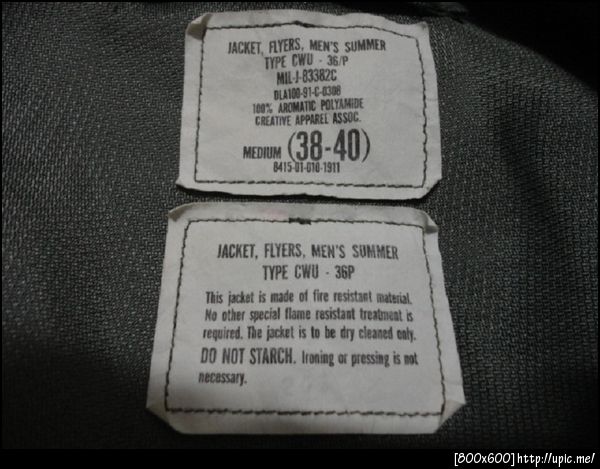 JACKET, FLYERS, MEN'S SUMMER
TYPE CWU - 36/P
MIL-J-83382C
DLA100-91-C-0308
100% AROMATIC POLYAMIDE
CREATIVE APPAREL ASSOC.
MEDIUM (38-40)
8415-01-010-1911
JACKET, FLYERS, MEN'S SUMMER
TYPE CWU - 36P
This jacket is made of fire resistant material.
No other special flame resistant treatment is
required. The jacket is to be dry cleaned only.
DO NOT STARCH. Ironing or pressing is not
necessary.
[800x600]http://upic.me/